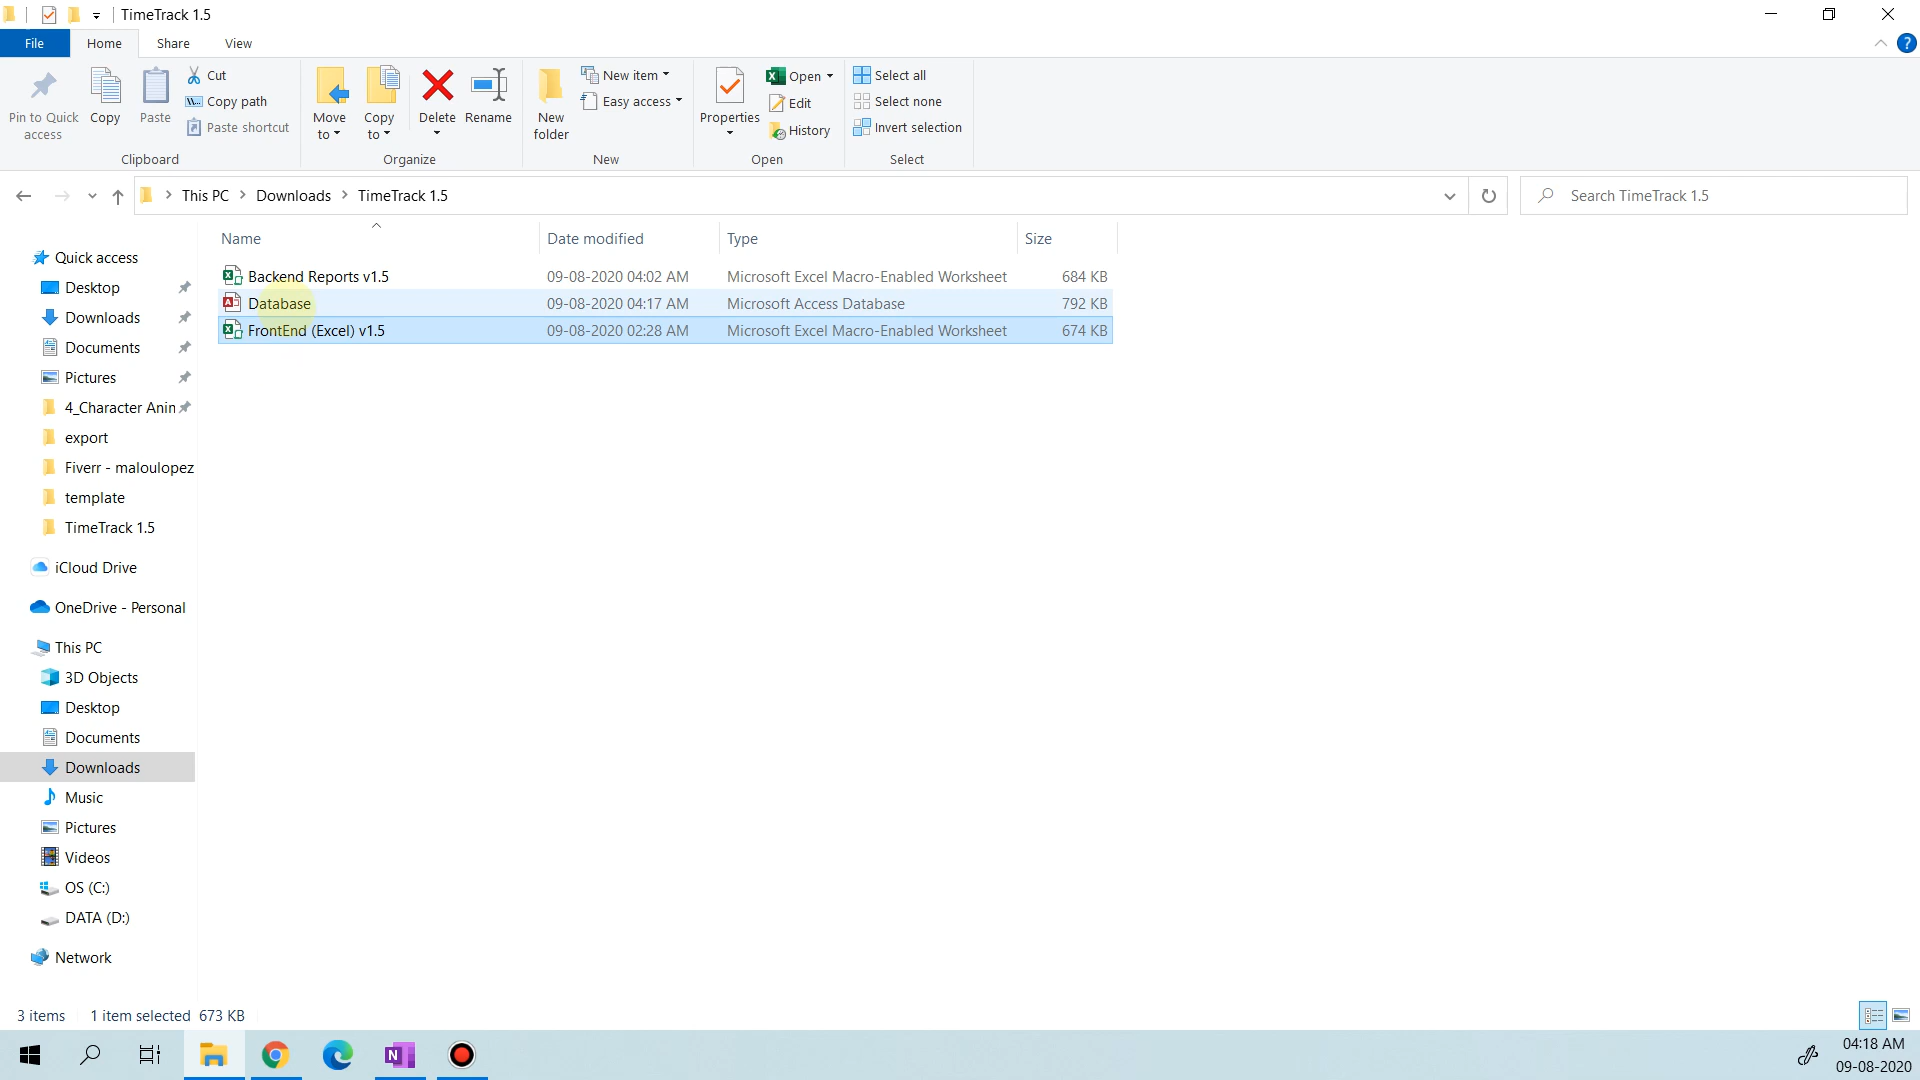 TimeTrack 1.5
File Home Share View
Pin to Quick access
Copy
Paste
Cut
Copy path
Paste shortcut
Clipboard
Move to
Copy to
Delete
Rename
Organize
New folder
New item
Easy access
New
Properties
Open
Edit
History
Open
Select all
Select none
Invert selection
Select
This PC Downloads TimeTrack 1.5
Search TimeTrack 1.5
Name Date modified Type Size
Backend Reports v1.5 09-08-2020 04:02 AM Microsoft Excel Macro-Enabled Worksheet 684 KB
Database 09-08-2020 04:17 AM Microsoft Access Database 792 KB
FrontEnd (Excel) v1.5 09-08-2020 02:28 AM Microsoft Excel Macro-Enabled Worksheet 674 KB
Quick access
Desktop
Downloads
Documents
Pictures
4_Character Anin
export
Fiverr - maloulopez
template
TimeTrack 1.5
iCloud Drive
OneDrive - Personal
This PC
3D Objects
Desktop
Documents
Downloads
Music
Pictures
Videos
OS (C:)
DATA (D:)
Network
3 items 1 item selected 673 KB
04:18 AM
09-08-2020